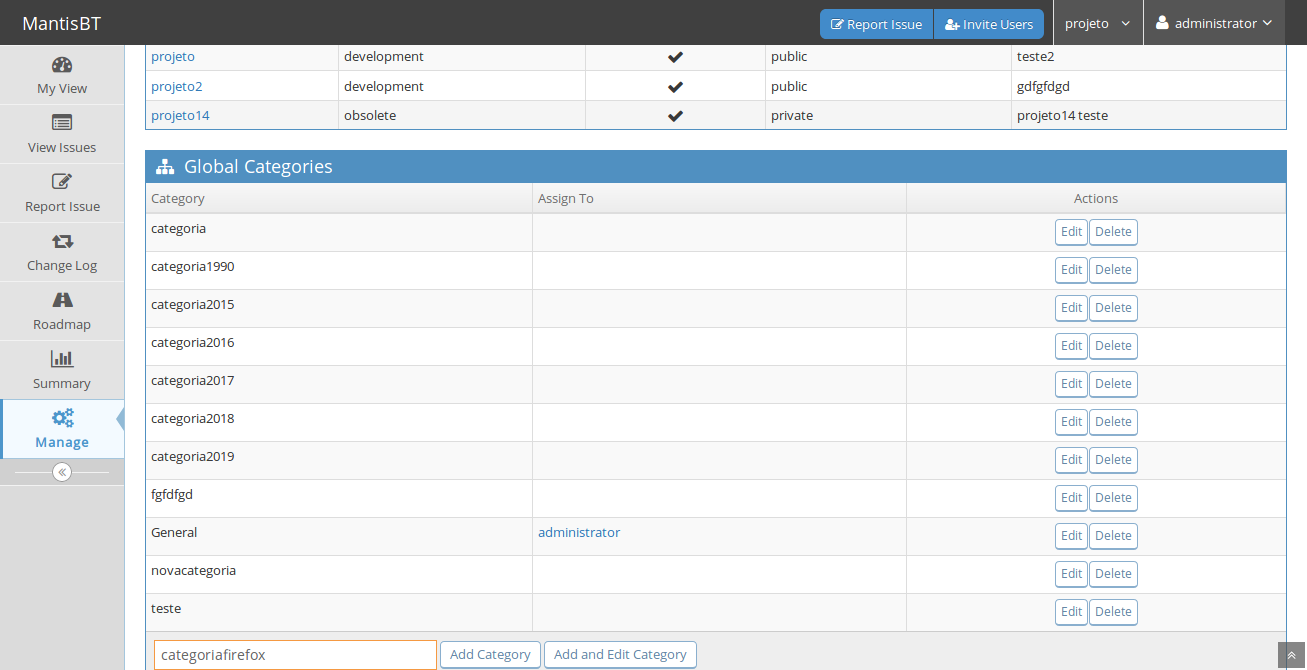 MantisBT
Report Issue Invite Users projeto administrator
My View
View Issues
Report Issue
Change Log
Roadmap
Summary
Manage
projeto development public teste2
projeto2 development public gdfgfdgd
projeto14 obsolete private projeto14 teste
Global Categories
Category Assign To Actions
categoria Edit Delete
categoria1990 Edit Delete
categoria2015 Edit Delete
categoria2016 Edit Delete
categoria2017 Edit Delete
categoria2018 Edit Delete
categoria2019 Edit Delete
fgfdfgd Edit Delete
General administrator Edit Delete
novacategoria Edit Delete
teste Edit Delete
categoriafirefox Add Category Add and Edit Category